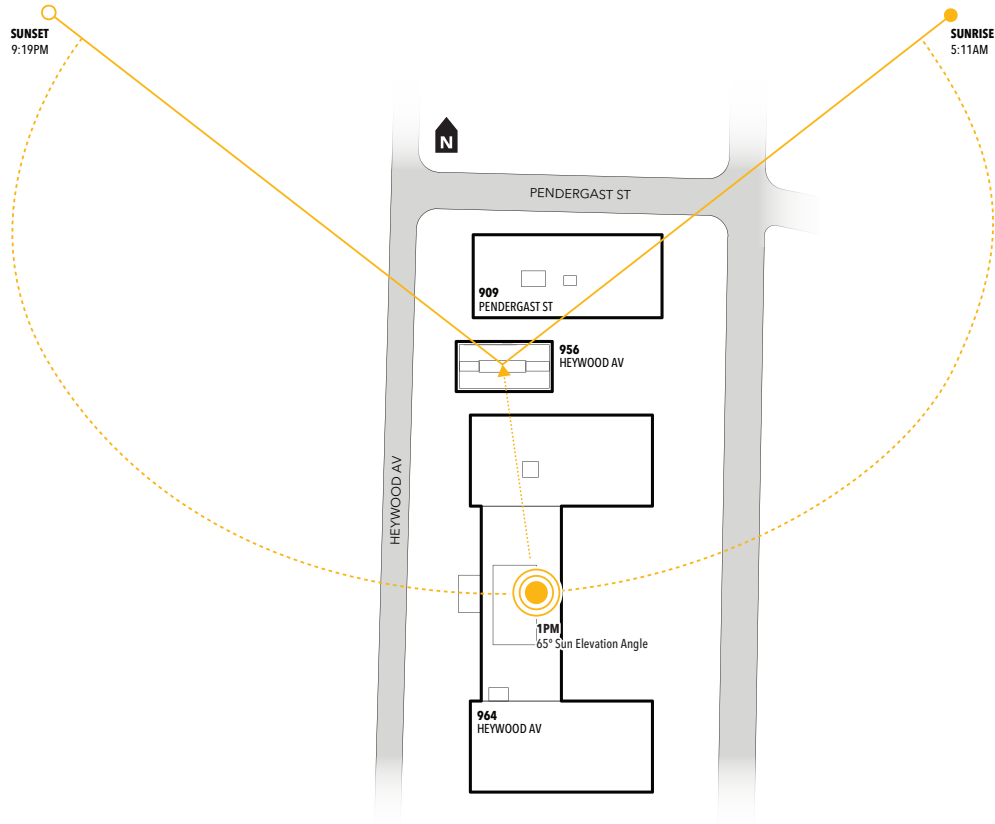 SUNSET
9:19PM
SUNRISE
5:11AM
N
PENDERGAST ST
909
PENDERGAST ST
956
HEYWOOD AV
HEYWOOD AV
1PM
65° Sun Elevation Angle
964
HEYWOOD AV